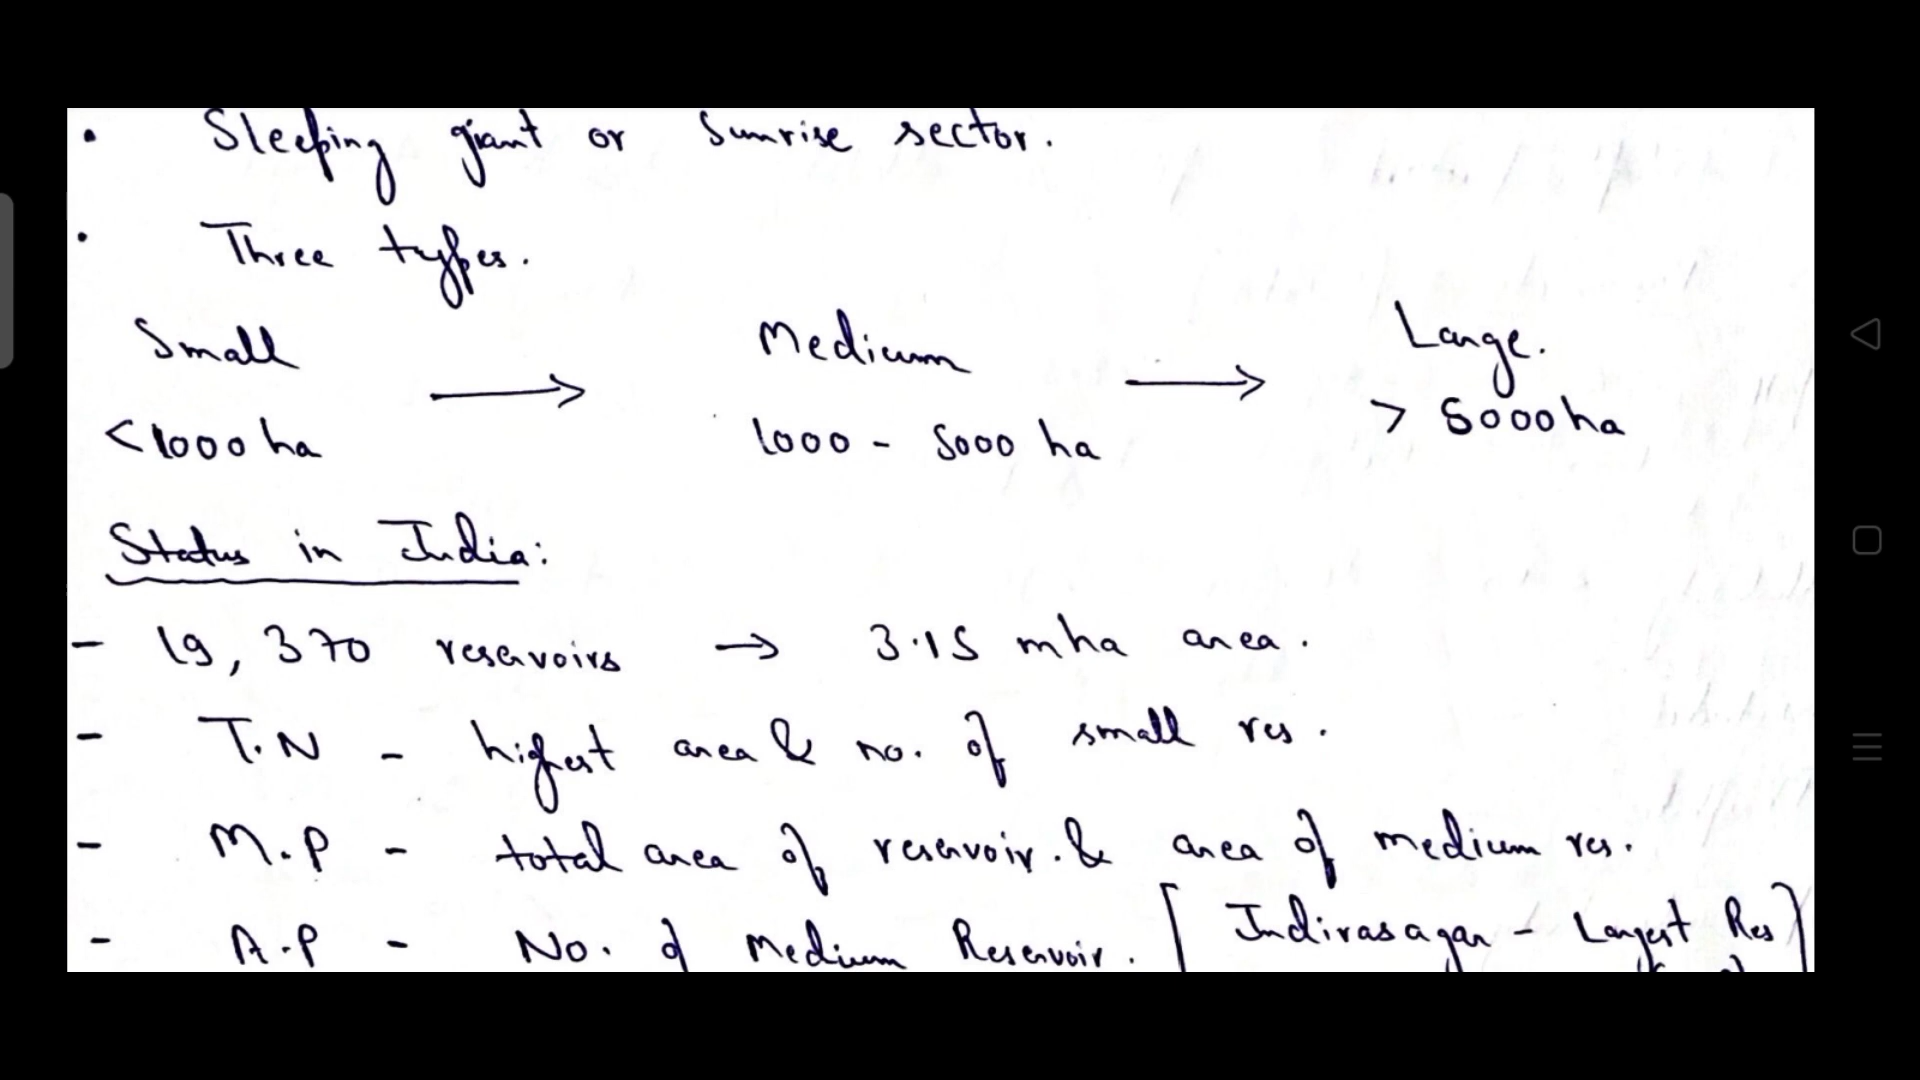 • Sleeping giant or Sunrise sector.
• Three types.
Small → Medium → Large.
<1000 ha 1000 - 5000 ha > 5000 ha
Status in India:
- 19,370 reservoirs → 3.15 mha area.
- T.N - highest area & no. of small res.
- M.P - total area of reservoir. & area of medium res.
- A.P - No. of Medium Reservoir. [Indirasagar - Largest Res]